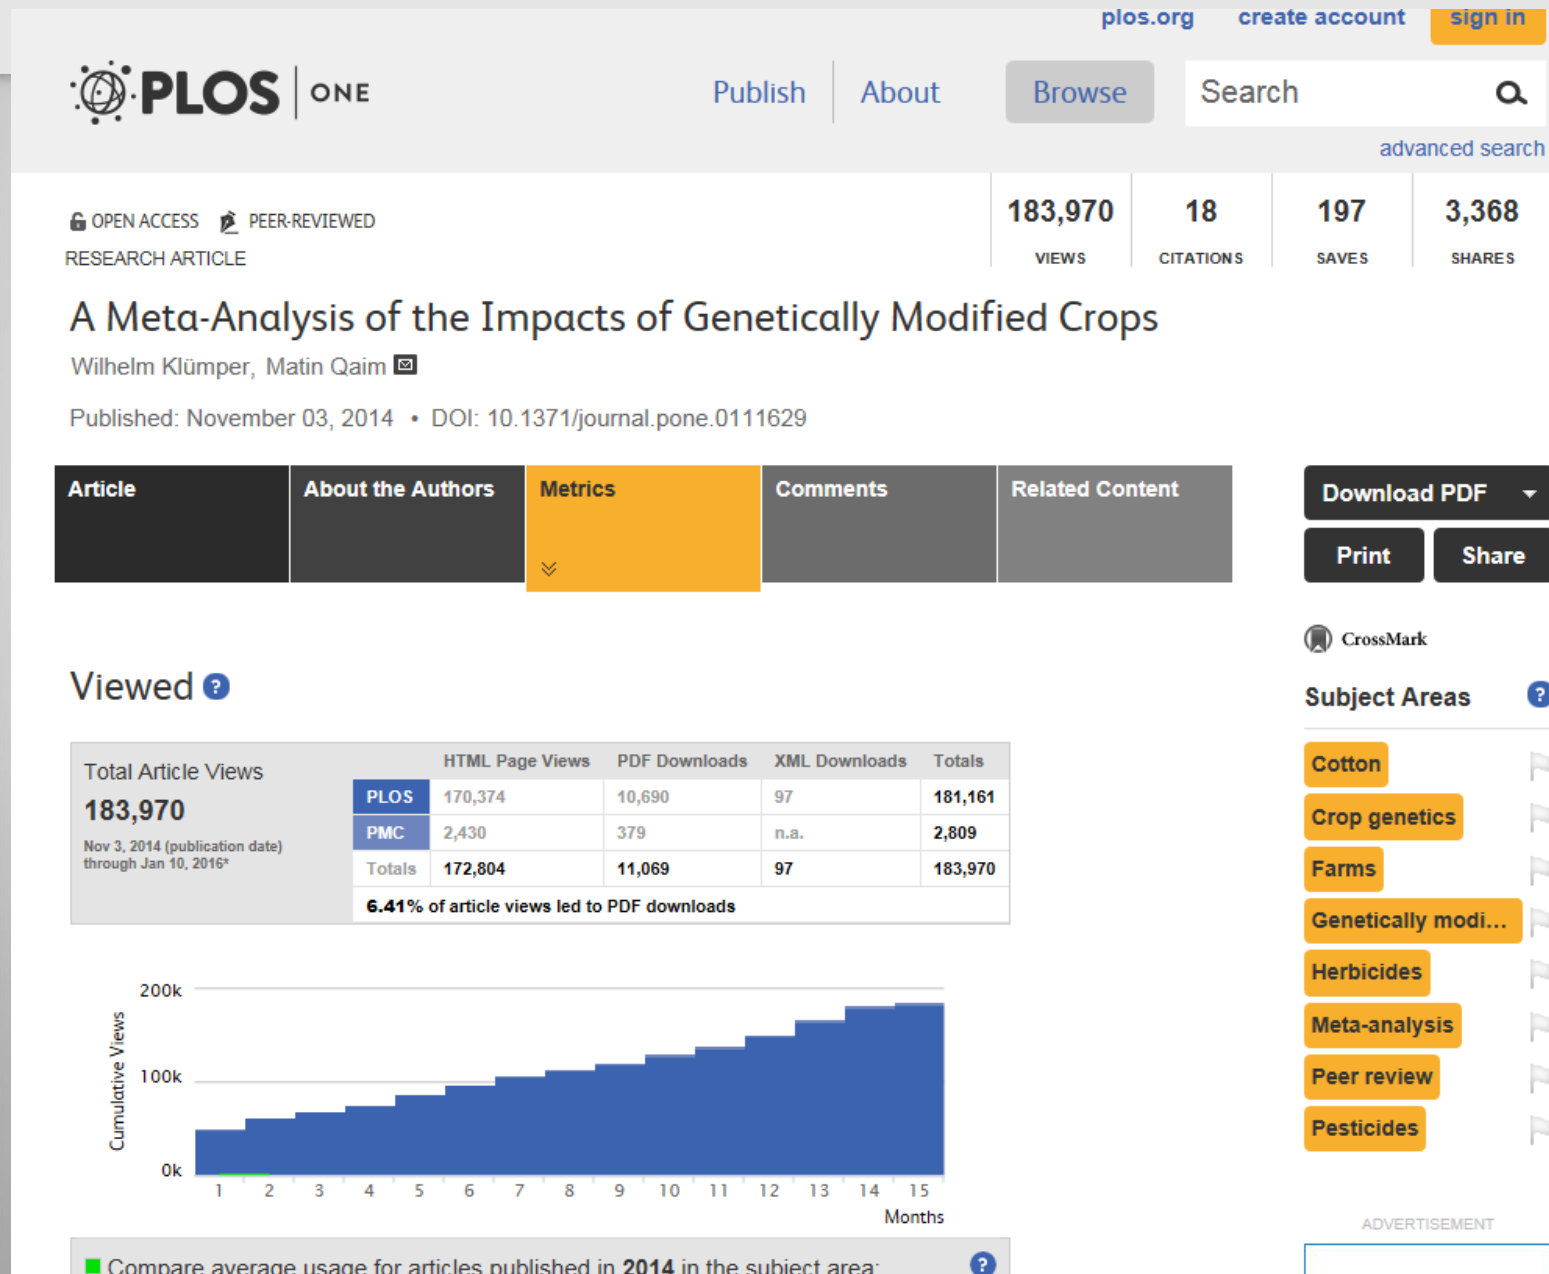 plos.org create account sign in
PLOS ONE
Publish About Browse Search
advanced search
OPEN ACCESS PEER-REVIEWED
RESEARCH ARTICLE
183,970 18 197 3,368
VIEWS CITATIONS SAVES SHARES
A Meta-Analysis of the Impacts of Genetically Modified Crops
Wilhelm Klümper, Matin Qaim
Published: November 03, 2014 • DOI: 10.1371/journal.pone.0111629
Article About the Authors Metrics Comments Related Content
Download PDF
Print Share
CrossMark
Viewed ?
Subject Areas ?
Total Article Views
183,970
Nov 3, 2014 (publication date)
through Jan 10, 2016*
HTML Page Views PDF Downloads XML Downloads Totals
PLOS 170,374 10,690 97 181,161
PMC 2,430 379 n.a. 2,809
Totals 172,804 11,069 97 183,970
6.41% of article views led to PDF downloads
Cotton
Crop genetics
Farms
Genetically modi...
Herbicides
Meta-analysis
Peer review
Pesticides
200k
100k
0k
Cumulative Views
1 2 3 4 5 6 7 8 9 10 11 12 13 14 15
Months
ADVERTISEMENT
Compare average usage for articles published in 2014 in the subject area: ?